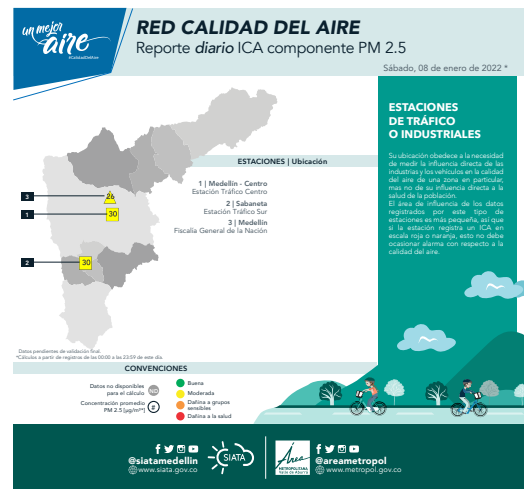 un mejor
aire
#CalidadDelAire
RED CALIDAD DEL AIRE
Reporte diario ICA componente PM 2.5
Sábado, 08 de enero de 2022 *
ESTACIONES | Ubicación
1 | Medellín - Centro
Estación Tráfico Centro
2 | Sabaneta
Estación Tráfico Sur
3 | Medellín
Fiscalía General de la Nación
3
26
1
30
2
30
ESTACIONES
DE TRÁFICO
O INDUSTRIALES
Su ubicación obedece a la necesidad
de medir la influencia directa de las
industrias y los vehículos en la calidad
del aire de una zona en particular,
mas no de su influencia directa a la
salud de la población.
El área de influencia de los datos
registrados por este tipo de
estaciones es más pequeña, así que
si la estación registra un ICA en
escala roja o naranja, esto no debe
ocasionar alarma con respecto a la
calidad del aire.
Datos pendientes de validación final.
*Cálculos a partir de registros de las 00:00 a las 23:59 de este día.
CONVENCIONES
Datos no disponibles
para el cálculo
ND
Concentración promedio
PM 2.5 [µg/m³]
#
Buena
Moderada
Dañina a grupos
sensibles
Dañina a la salud
@siatamedellin
www.siata.gov.co
SIATA
Área
METROPOLITANA
Valle de Aburrá
@areametropol
www.metropol.gov.co